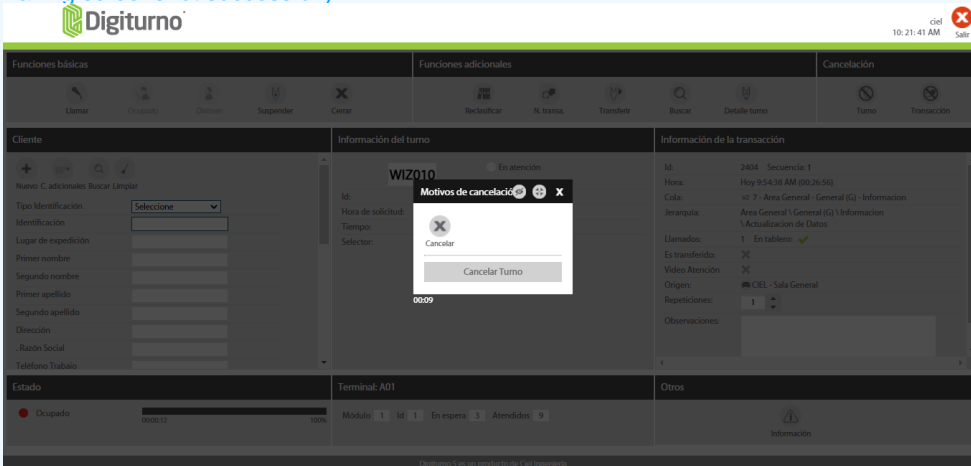 Digiturno
ciel
10: 21: 41 AM
Salir
Funciones básicas
Funciones adicionales
Cancelación
Llamar
Ocupado
Obtener
Suspender
Cerrar
Reclasificar
N. transa.
Transferir
Buscar
Detalle turno
Turno
Transacción
Cliente
Información del turno
Información de la transacción
Nuevo C. adicionales Buscar Limpiar
Tipo Identificación
Seleccione
Identificación
Lugar de expedición
Primer nombre
Segundo nombre
Primer apellido
Segundo apellido
Dirección
. Razón Social
Teléfono Trabajo
WIZ010
En atención
Id:
Hora de solicitud:
Tiempo:
Selector:
Motivos de cancelació
X
Cancelar
Cancelar Turno
00:09
Id: 2404 Secuencia: 1
Hora: Hoy 9:54:38 AM (00:26:56)
Cola: 7 - Area General - General (G) - Informacion
Jerarquía: Area General \ General (G) \ Información
\ Actualizacion de Datos
Llamados: 1 En tablero:
Es transferido:
Video Atención
Origen: CIEL - Sala General
Repeticiones: 1
Observaciones:
Estado
Terminal: A01
Otros
Ocupado
00:00:12
100%
Módulo 1 Id 1 En espera 3 Atendidos 9
Información
Digiturno 5 es un producto de Ciel Ingeniería